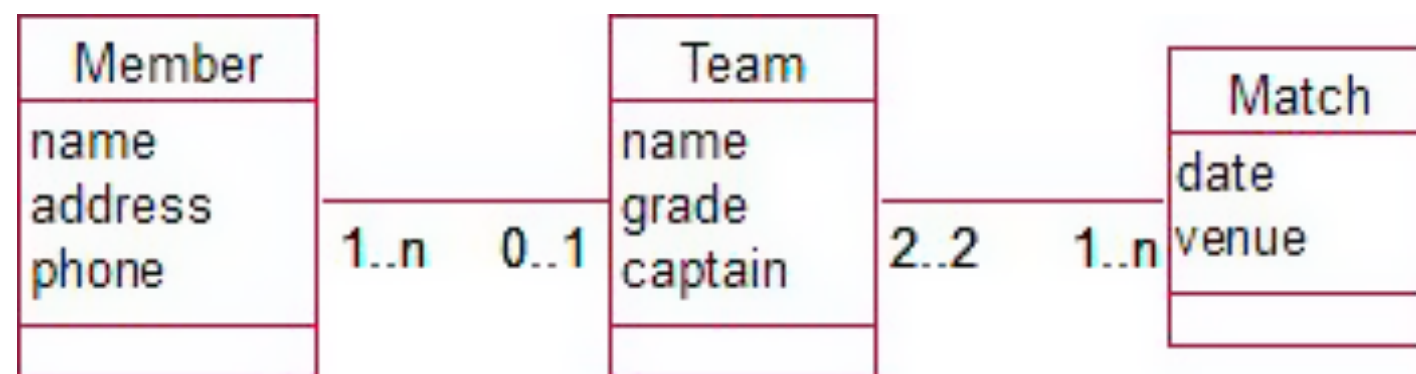 Member
name
address
phone
1..n 0..1
Team
name
grade
captain
2..2 1..n
Match
date
venue